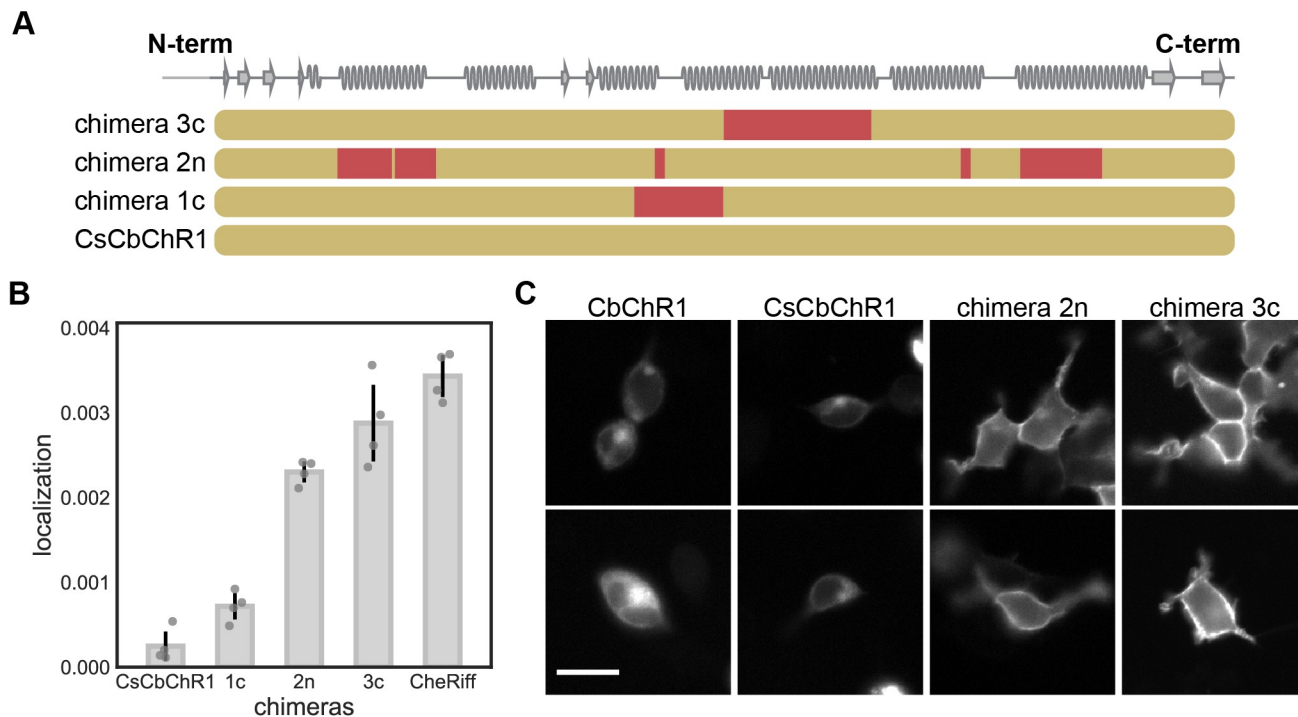 A
N-term
C-term
chimera 3c
chimera 2n
chimera 1c
CsCbChR1
B
0.004
0.003
0.002
0.001
0.000
localization
CsCbChR1 1c 2n 3c CheRiff
chimeras
C
CbChR1 CsCbChR1 chimera 2n chimera 3c